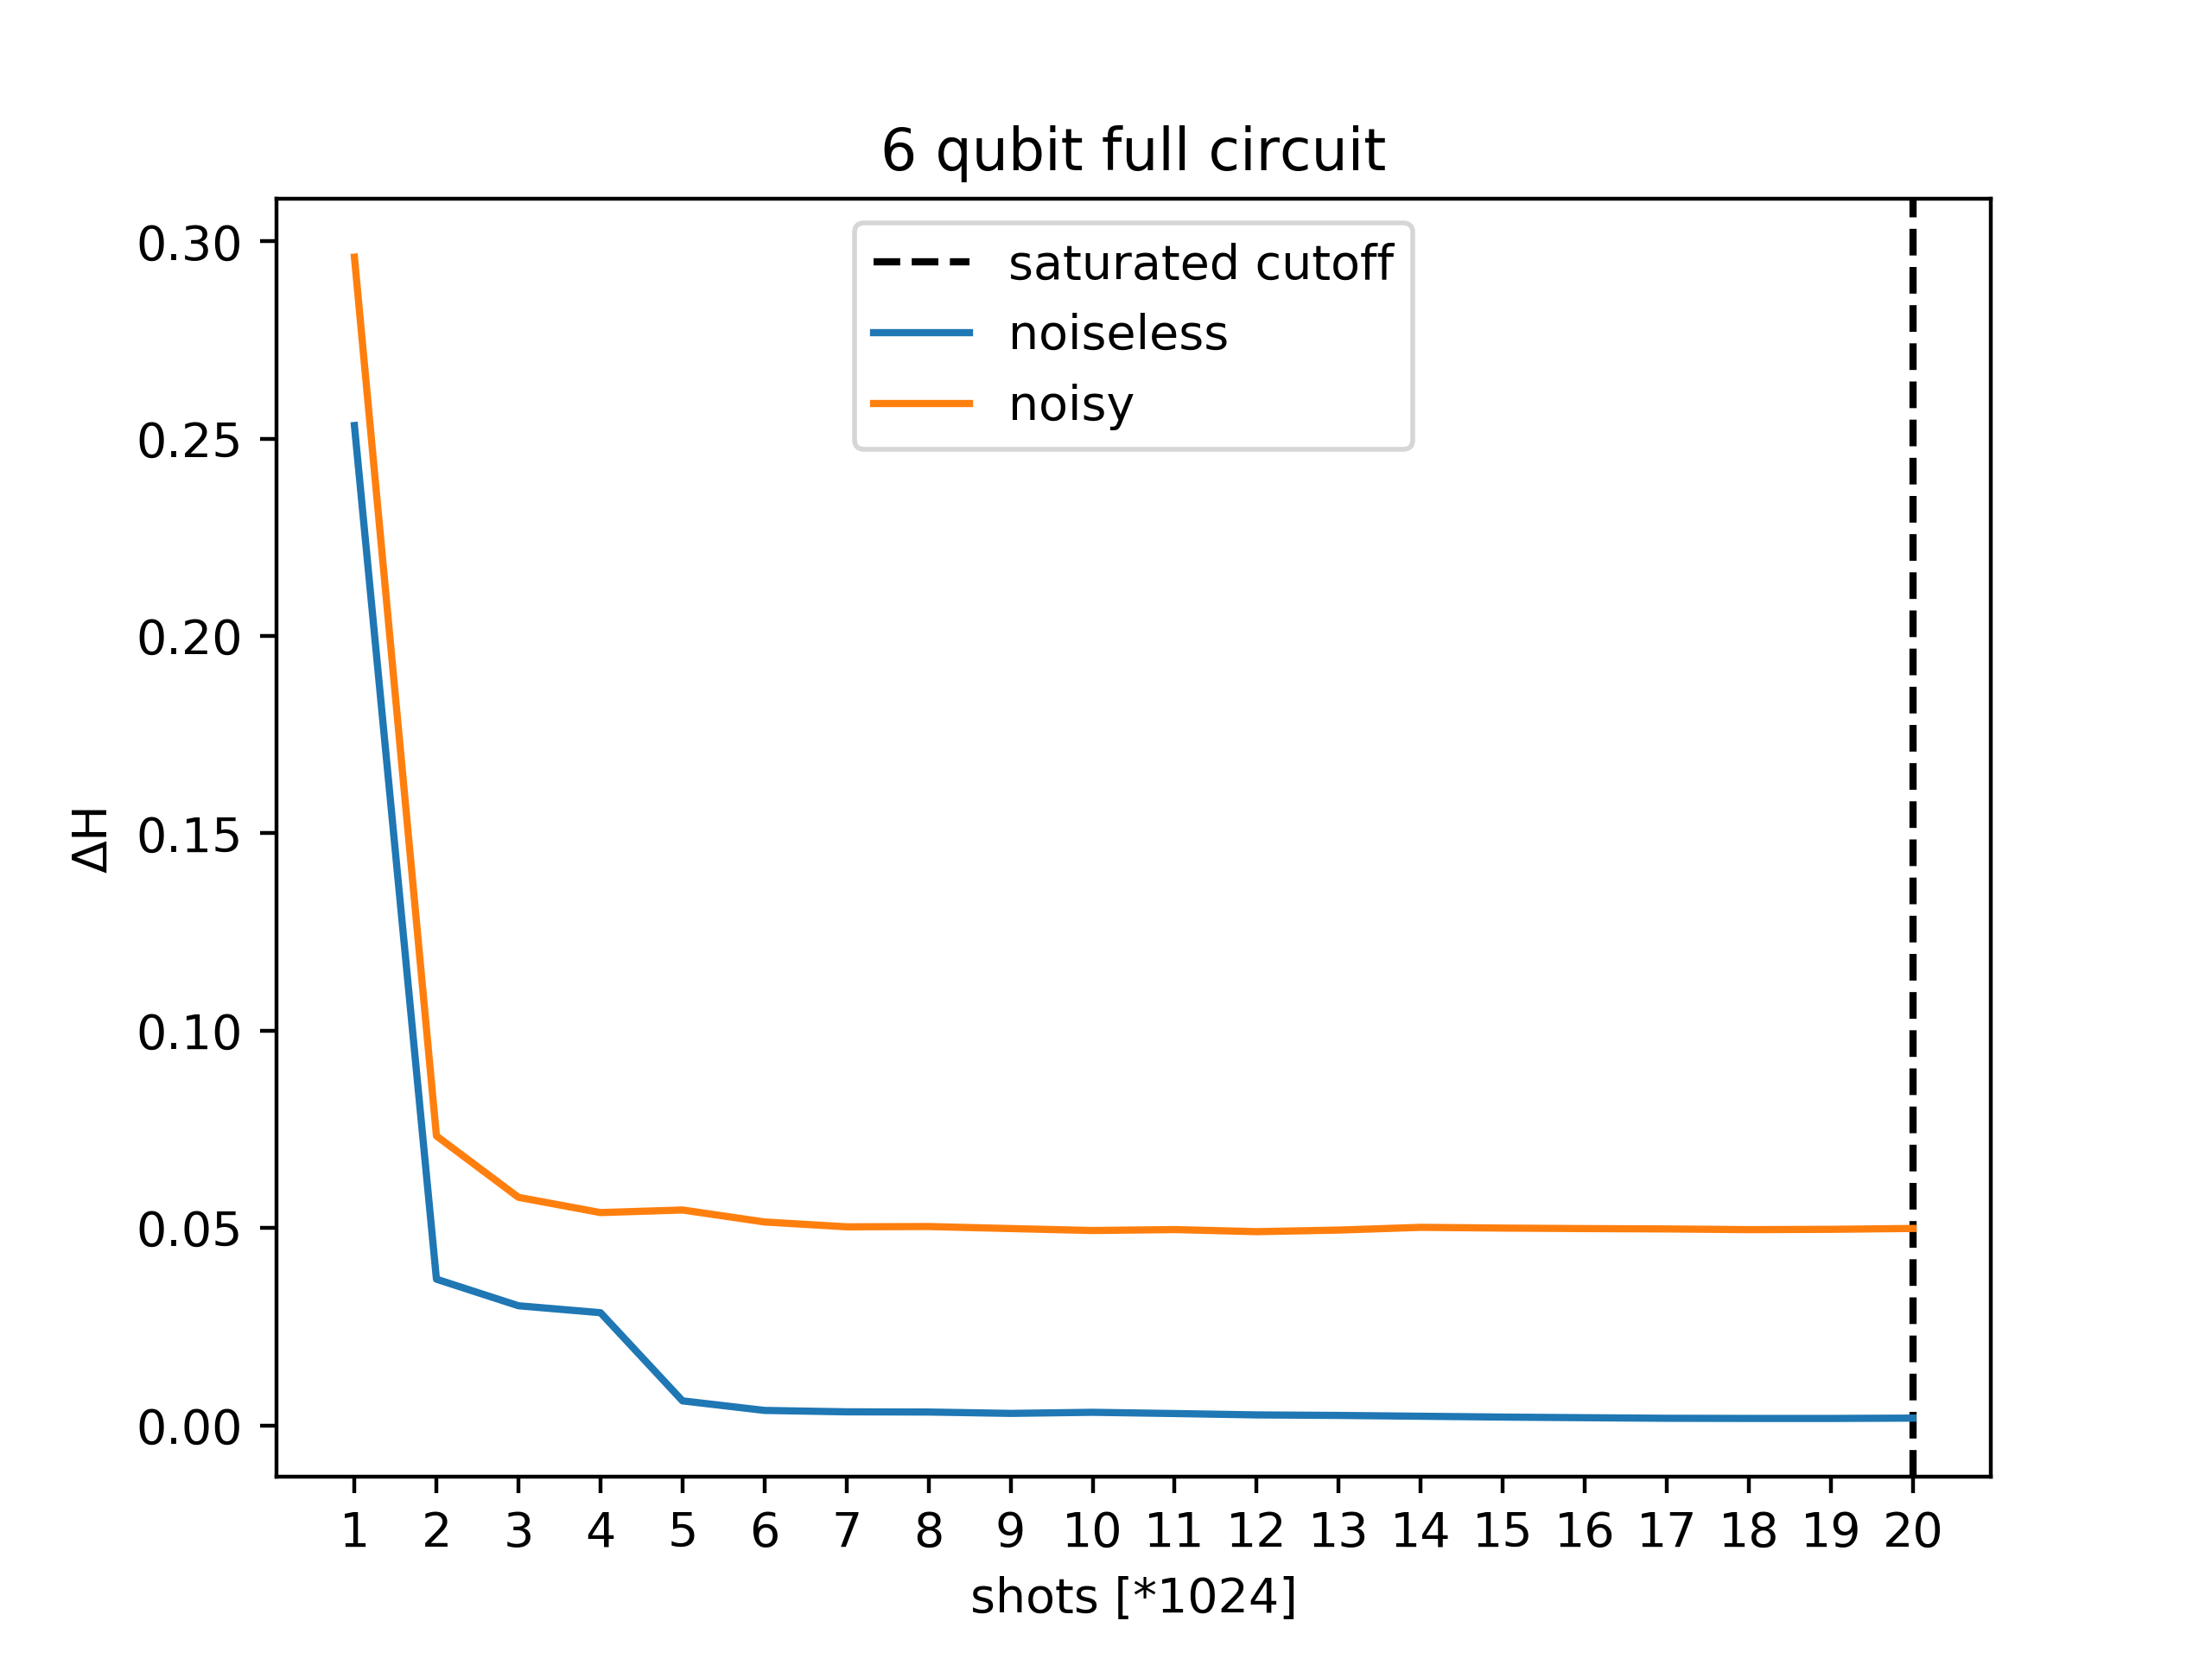 6 qubit full circuit
saturated cutoff
noiseless
noisy
0.30
0.25
0.20
0.15
0.10
0.05
0.00
ΔH
1 2 3 4 5 6 7 8 9 10 11 12 13 14 15 16 17 18 19 20
shots [*1024]